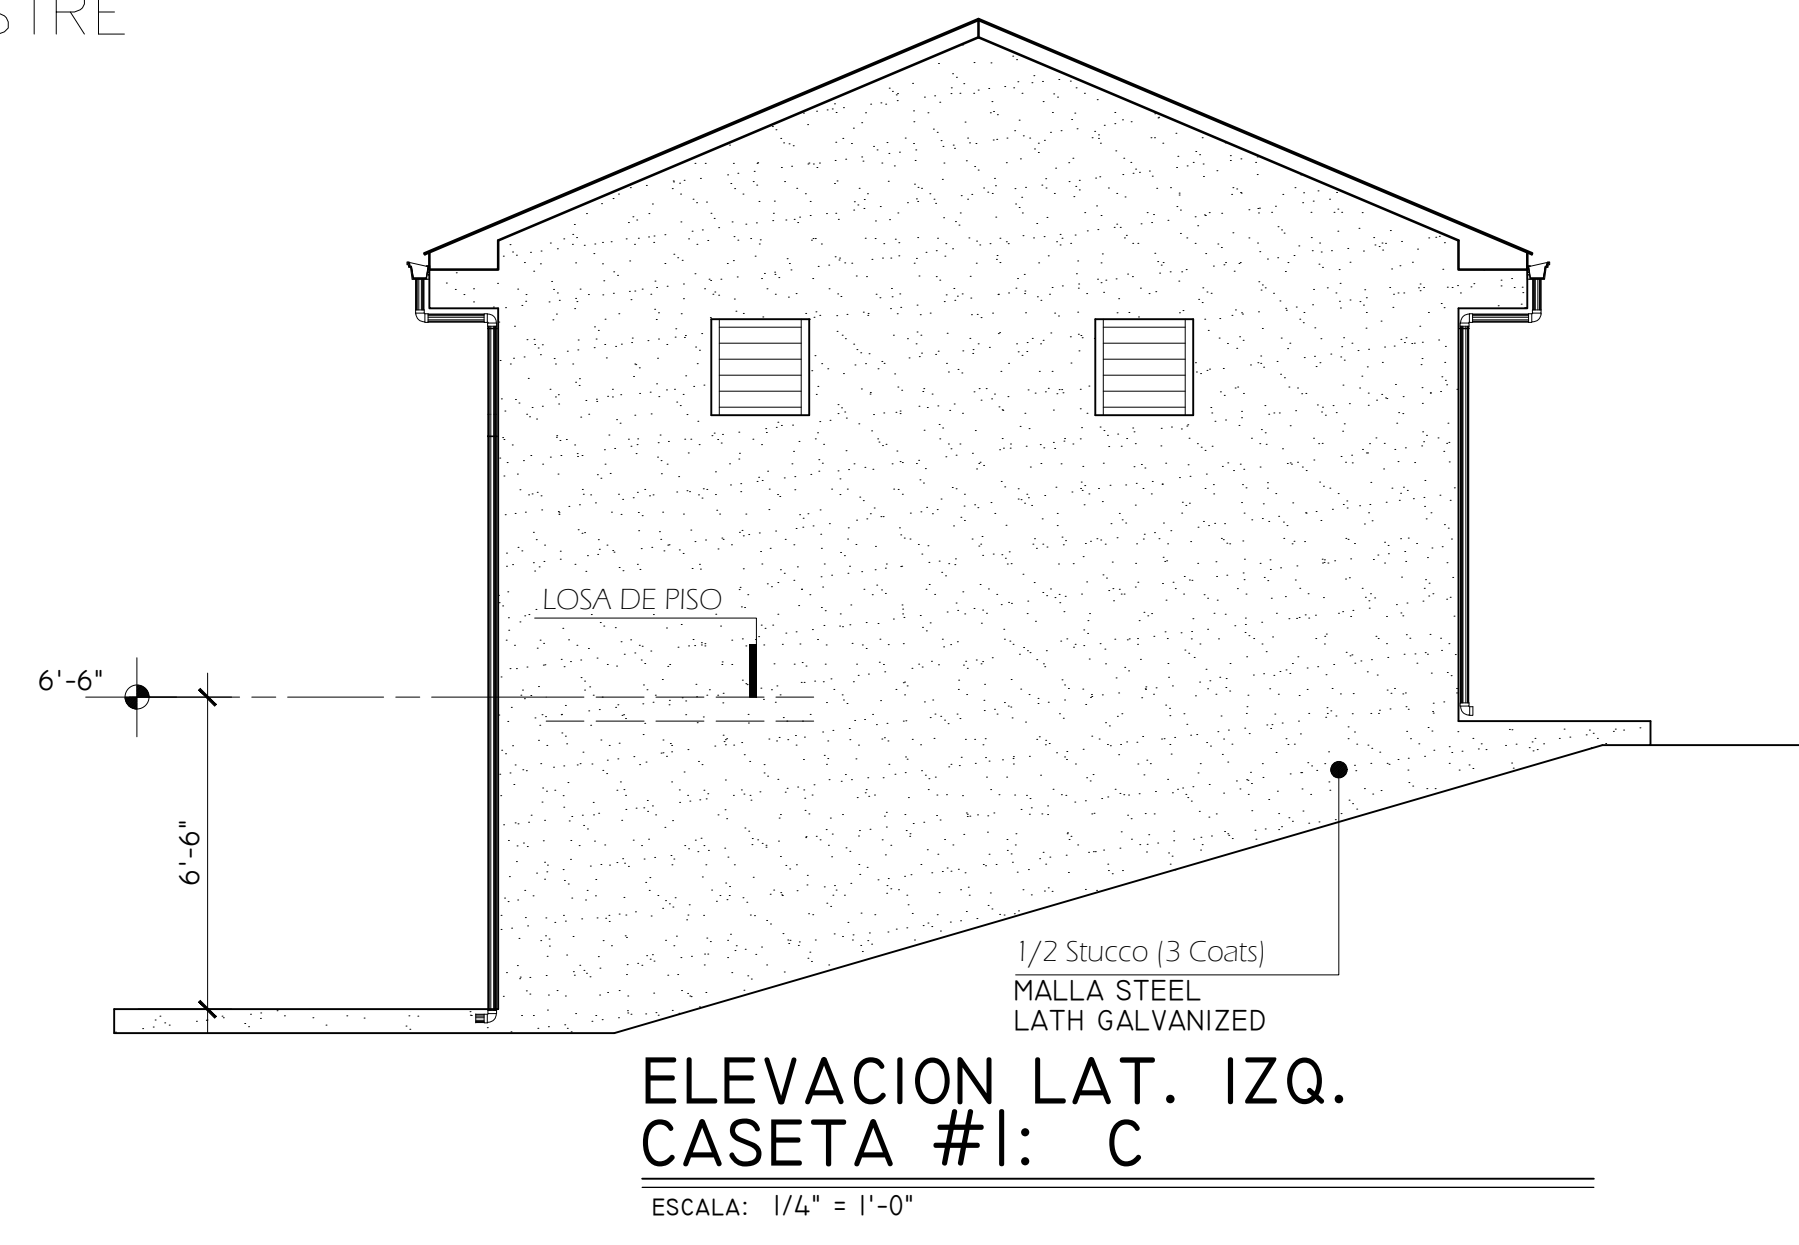 STRE
LOSA DE PISO
6'-6"
6'-6"
1/2 Stucco (3 Coats)
MALLA STEEL
LATH GALVANIZED
ELEVACION LAT. IZQ.
CASETA #1: C
ESCALA: 1/4" = 1'-0"